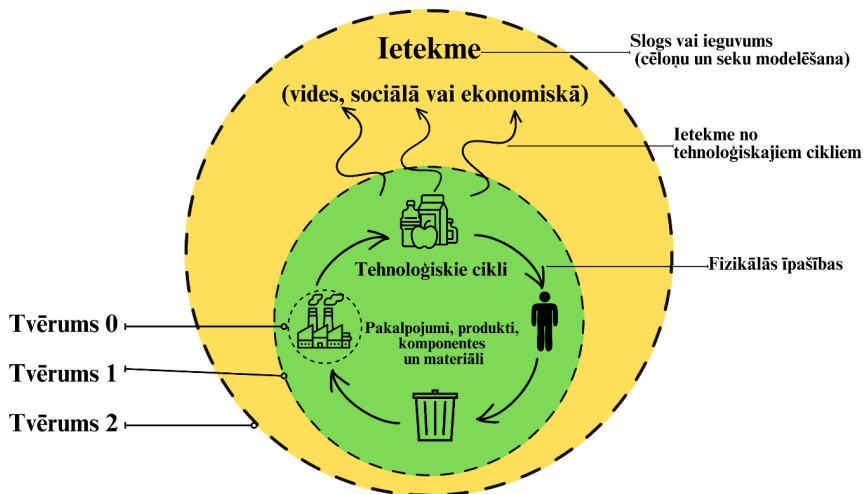 Ietekme
(vides, sociālā vai ekonomiskā)
Slogs vai ieguvums
(cēloņu un seku modelēšana)
Ietekme no
tehnoloģiskajiem cikliem
Tehnoloģiskie cikli
Fizikālās īpašības
Pakalpojumi, produkti,
komponentes
un materiāli
Tvērums 0
Tvērums 1
Tvērums 2